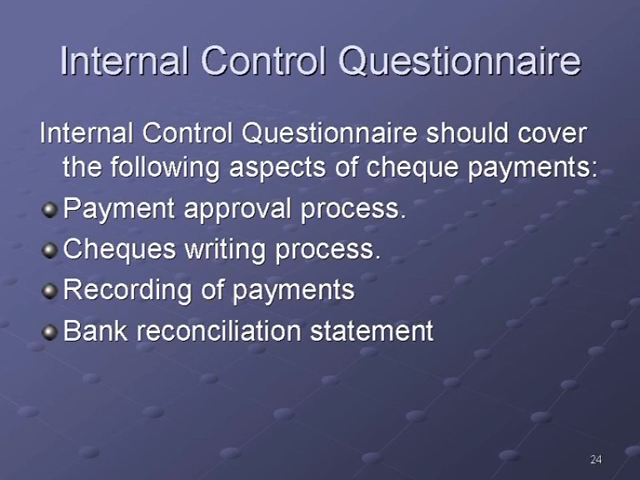 Internal Control Questionnaire
Internal Control Questionnaire should cover
the following aspects of cheque payments:
Payment approval process.
Cheques writing process.
Recording of payments
Bank reconciliation statement
24